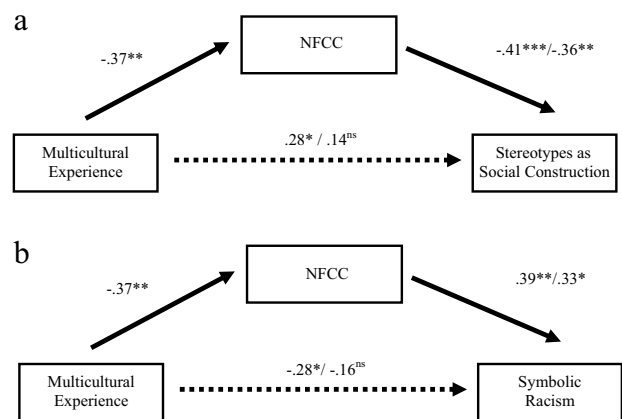 a
NFCC
-.37**
-.41***/-.36**
.28* / .14ns
Multicultural
Experience
Stereotypes as
Social Construction
b
NFCC
-.37**
.39**/.33*
-.28*/ -.16ns
Multicultural
Experience
Symbolic
Racism